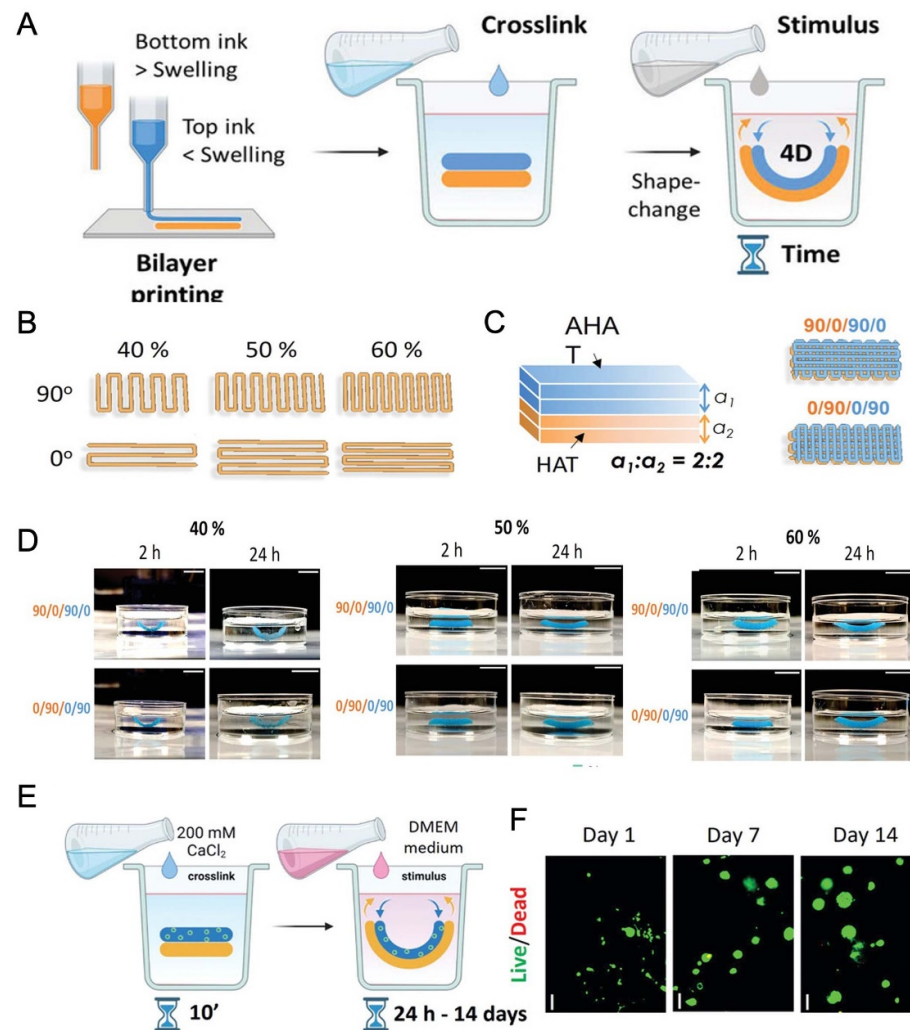 A
Bottom ink
> Swelling
Top ink
< Swelling
Bilayer
printing
Crosslink
Stimulus
Shape-
change
4D
Time
B
40 %
50 %
60 %
90º
0º
C
AHA
T
a₁
a₂
HAT
a₁:a₂ = 2:2
90/0/90/0
0/90/0/90
D
40 %
50 %
60 %
2 h
24 h
2 h
24 h
2 h
24 h
90/0/90/0
90/0/90/0
90/0/90/0
0/90/0/90
0/90/0/90
0/90/0/90
E
200 mM
CaCl₂
crosslink
DMEM
medium
stimulus
10'
24 h - 14 days
F
Day 1
Day 7
Day 14
Live/Dead